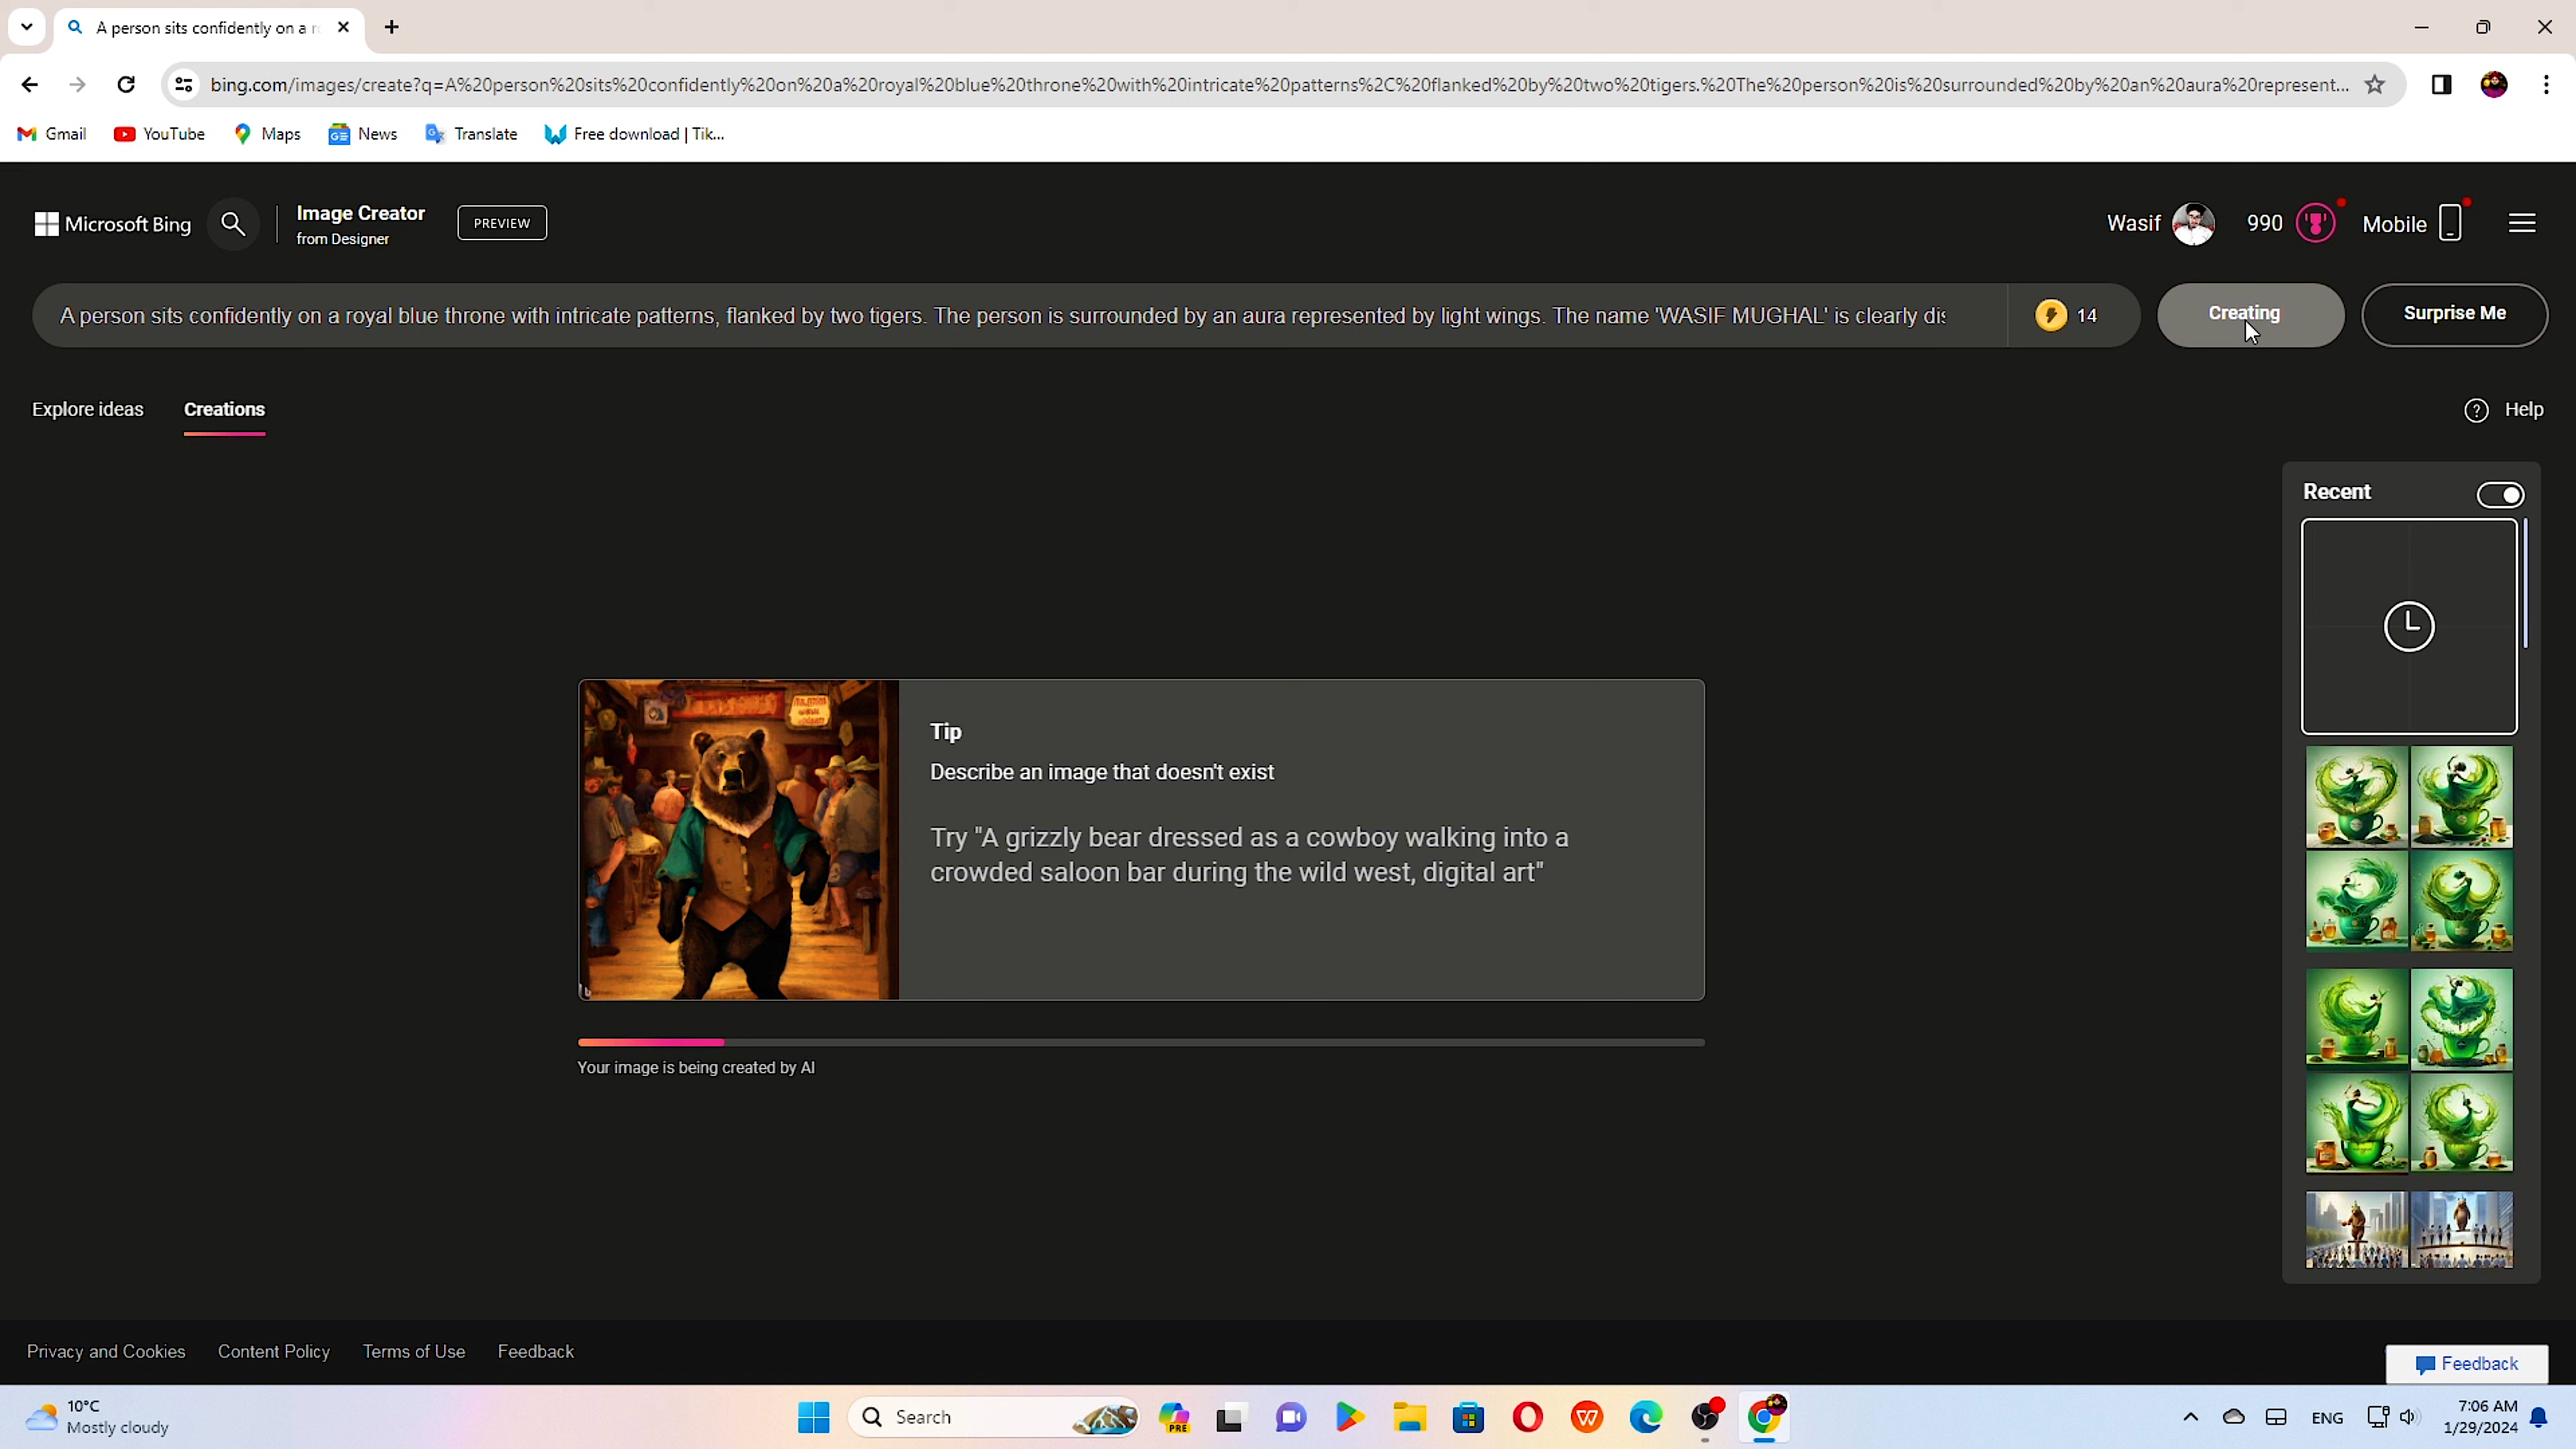 A person sits confidently on a r
bing.com/images/create?q=A%20person%20sits%20confidently%20on%20a%20royal%20blue%20throne%20with%20intricate%20patterns%2C%20flanked%20by%20two%20tigers.%20The%20person%20is%20surrounded%20by%20an%20aura%20represent...
Gmail YouTube Maps News Translate Free download | Tik...
Microsoft Bing Image Creator PREVIEW Wasif 990 Mobile
from Designer
A person sits confidently on a royal blue throne with intricate patterns, flanked by two tigers. The person is surrounded by an aura represented by light wings. The name 'WASIF MUGHAL' is clearly dis 14 Creating Surprise Me
Explore ideas Creations Help
Recent
Tip
Describe an image that doesn't exist
Try "A grizzly bear dressed as a cowboy walking into a
crowded saloon bar during the wild west, digital art"
Your image is being created by AI
Privacy and Cookies Content Policy Terms of Use Feedback
Feedback
10°C
Mostly cloudy
Search
PRE
ENG
7:06 AM
1/29/2024